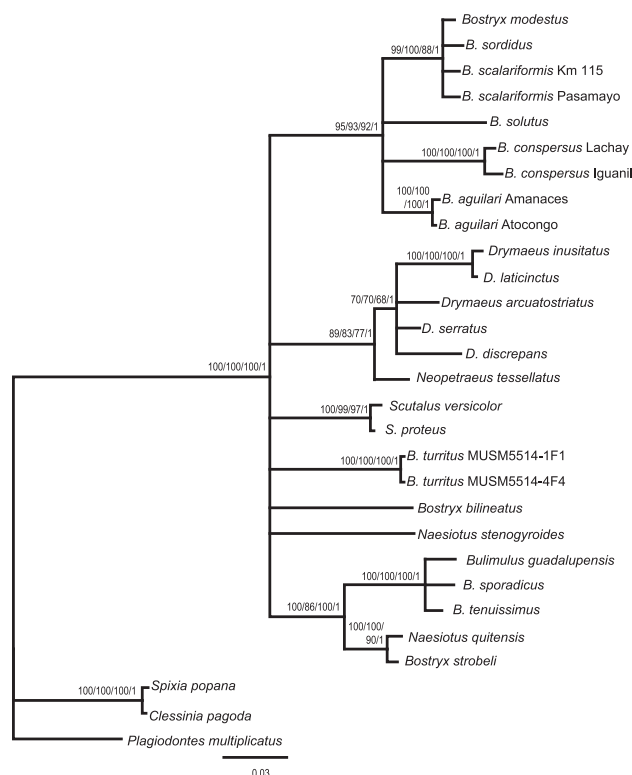 Bostryx modestus
99/100/88/1
B. sordidus
B. scalariformis Km 115
B. scalariformis Pasamayo
95/93/92/1
B. solutus
100/100/100/1
B. conspersus Lachay
B. conspersus Iguanil
100/100
/100/1
B. aguilari Amanaces
B. aguilari Atocongo
Drymaeus inusitatus
100/100/100/1
D. laticinctus
70/70/68/1
Drymaeus arcuatostriatus
D. serratus
89/83/77/1
D. discrepans
100/100/100/1
Neopetraeus tessellatus
Scutalus versicolor
100/99/97/1
S. proteus
B. turritus MUSM5514-1F1
100/100/100/1
B. turritus MUSM5514-4F4
Bostryx bilineatus
Naesiotus stenogyroides
Bulimulus guadalupensis
100/100/100/1
B. sporadicus
100/86/100/1
B. tenuissimus
100/100/
90/1
Naesiotus quitensis
Bostryx strobeli
Spixia popana
100/100/100/1
Clessinia pagoda
Plagiodontes multiplicatus
0.03